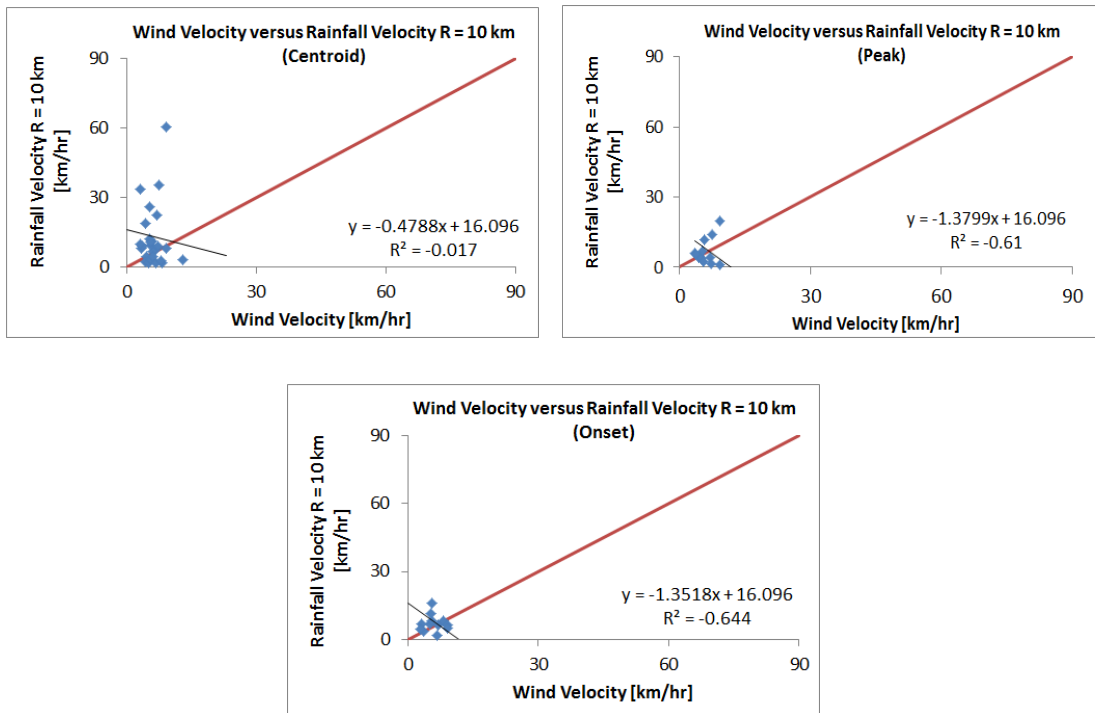 Wind Velocity versus Rainfall Velocity R = 10 km
(Centroid)
Rainfall Velocity R = 10 km
[km/hr]
90
60
30
0
y = -0.4788x + 16.096
R² = -0.017
0 30 60 90
Wind Velocity [km/hr]
Wind Velocity versus Rainfall Velocity R = 10 km
(Peak)
Rainfall Velocity R = 10 km
[km/hr]
90
60
30
0
y = -1.3799x + 16.096
R² = -0.61
0 30 60 90
Wind Velocity [km/hr]
Wind Velocity versus Rainfall Velocity R = 10 km
(Onset)
Rainfall Velocity R = 10 km
[km/hr]
90
60
30
0
y = -1.3518x + 16.096
R² = -0.644
0 30 60 90
Wind Velocity [km/hr]